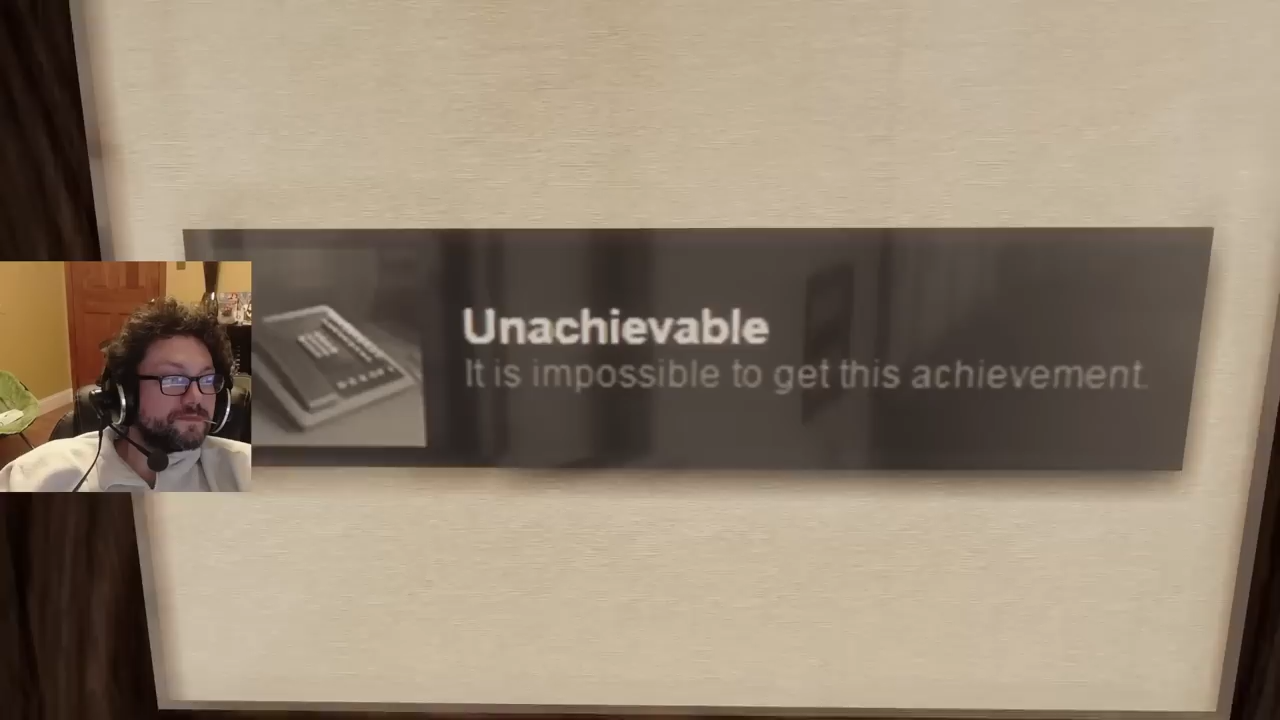 Unachievable
It is impossible to get this achievement.